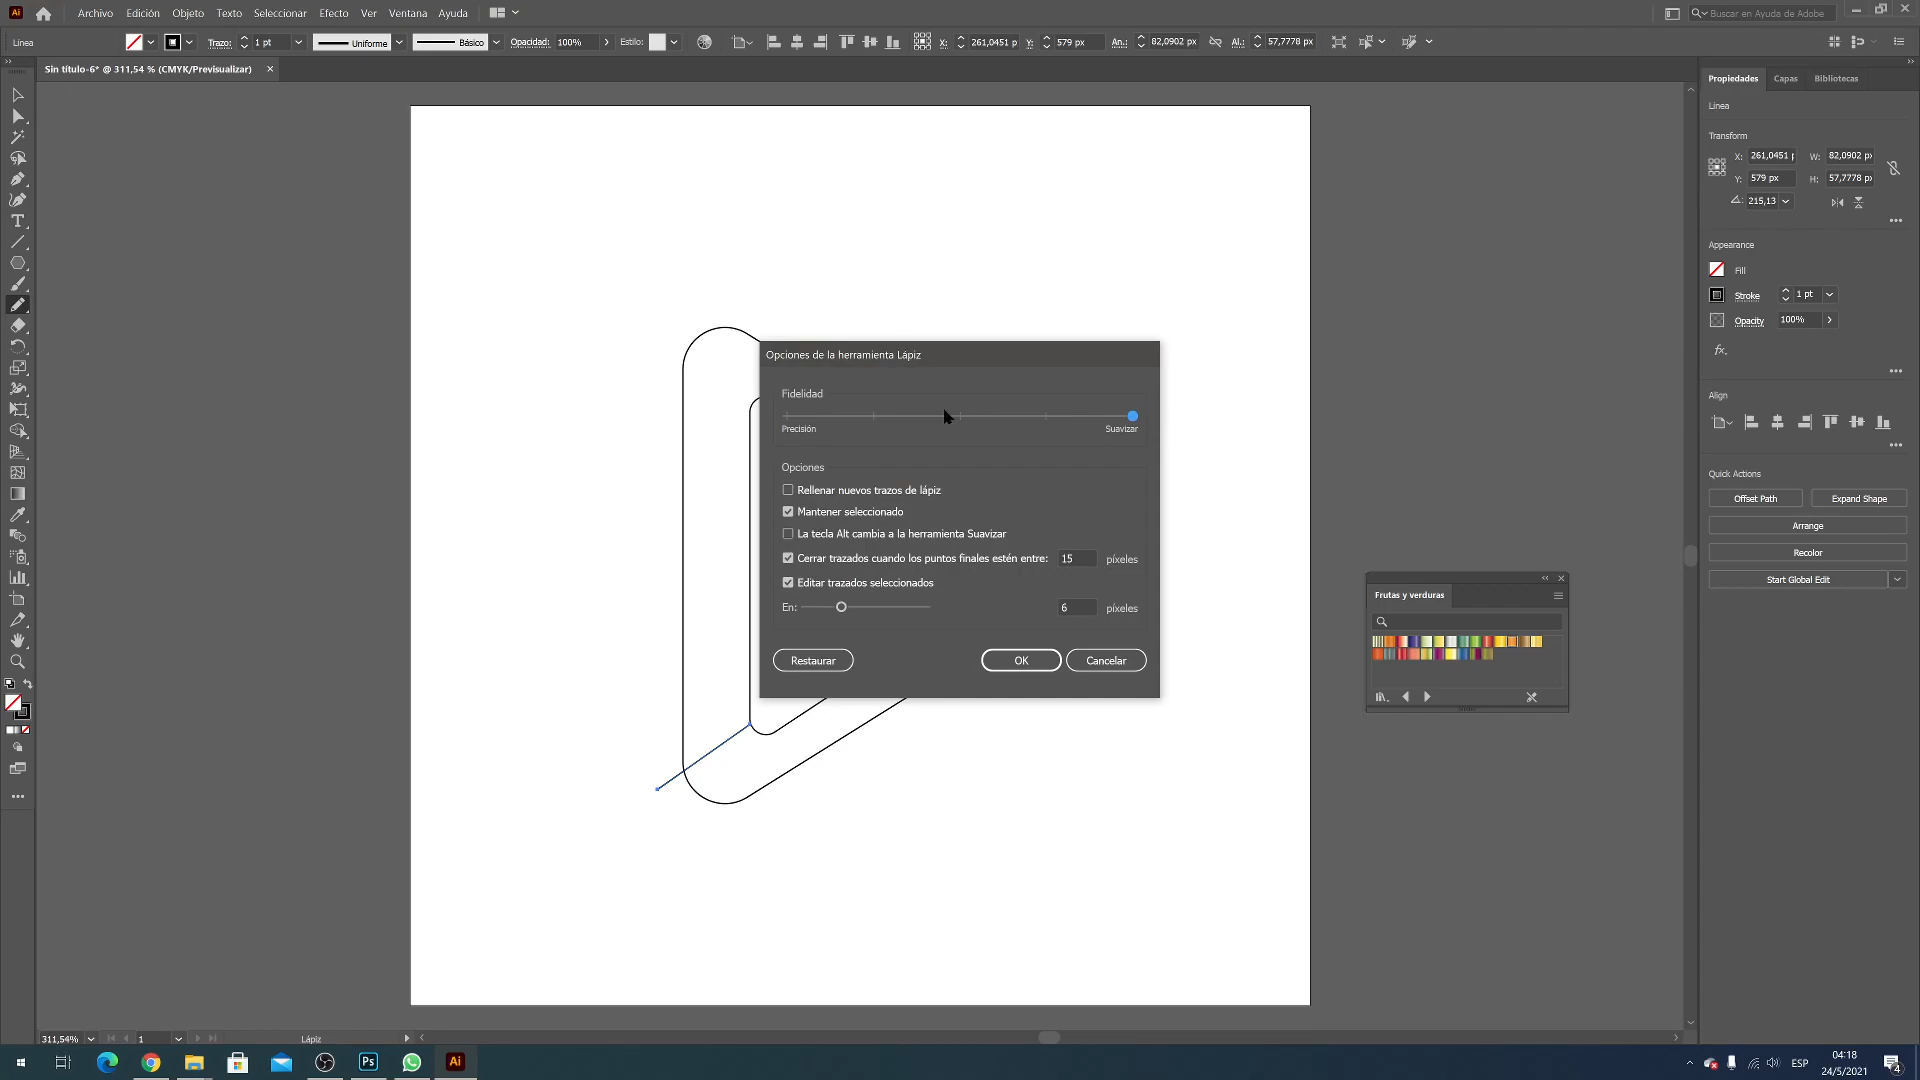 Ai Archivo Edición Objeto Texto Seleccionar Efecto Ver Ventana Ayuda Buscar en Ayuda de Adobe
Línea Trazo: 1 pt Uniforme Básico Opacidad: 100% Estilo: X: 261,0451 p Y: 579 px An.: 82,0902 px Al.: 57,7778 px
Sin título-6* @ 311,54 % (CMYK/Previsualizar)
Propiedades Capas Bibliotecas
Línea
Transform
X: 261,0451 p W: 82,0902 px
Y: 579 px H: 57,7778 px
215,13
Appearance
Fill
Stroke 1 pt
Opacity 100%
fx.
Align
Quick Actions
Offset Path Expand Shape
Arrange
Recolor
Start Global Edit
Opciones de la herramienta Lápiz
Fidelidad
Precisión Suavizar
Opciones
Rellenar nuevos trazos de lápiz
Mantener seleccionado
La tecla Alt cambia a la herramienta Suavizar
Cerrar trazados cuando los puntos finales estén entre: 15 píxeles
Editar trazados seleccionados
En: 6 píxeles
Restaurar OK Cancelar
Frutas y verduras
311,54% 1 Lápiz
Ps Ai ESP 04:18
24/5/2021 4